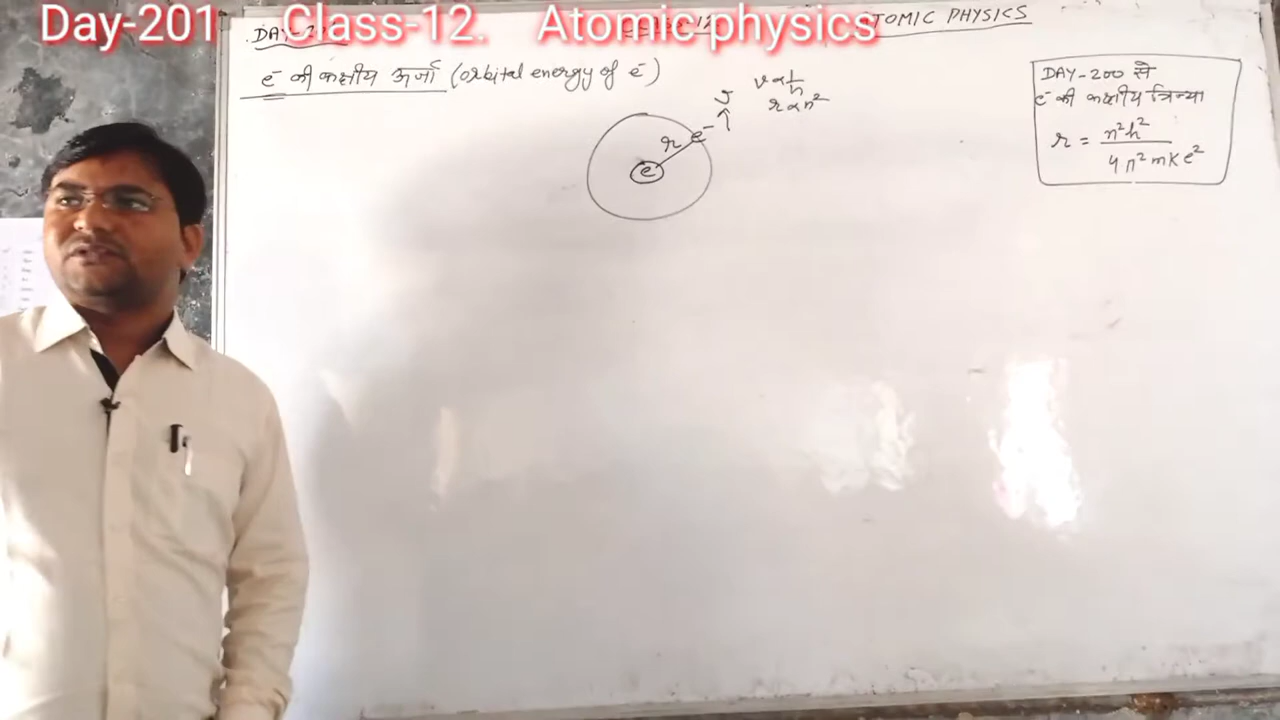 Day-201 Class-12. Atomic physics
ATOMIC PHYSICS
e⁻ की कक्षीय ऊर्जा (orbital energy of e⁻)
v∝1/n
r∝n²
v
↑
r e⁻
e
DAY-200 से
e⁻ की कक्षीय त्रिज्या
r = n²h² / 4π²mKe²